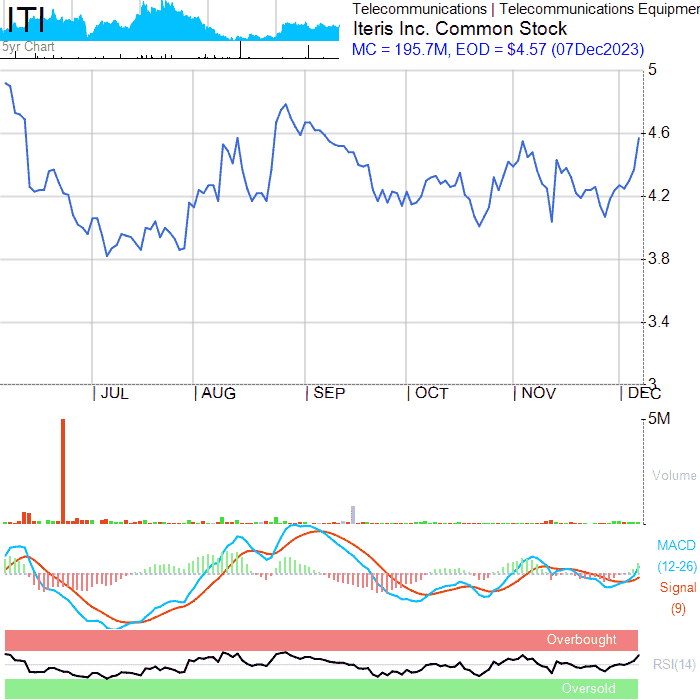 ITI
5yr Chart
Telecommunications | Telecommunications Equipmen
Iteris Inc. Common Stock
MC = 195.7M, EOD = $4.57 (07Dec2023)
5
4.6
4.2
3.8
3.4
3
JUL AUG SEP OCT NOV DEC
5M
Volume
MACD
(12-26)
Signal
(9)
Overbought
RSI(14)
Oversold